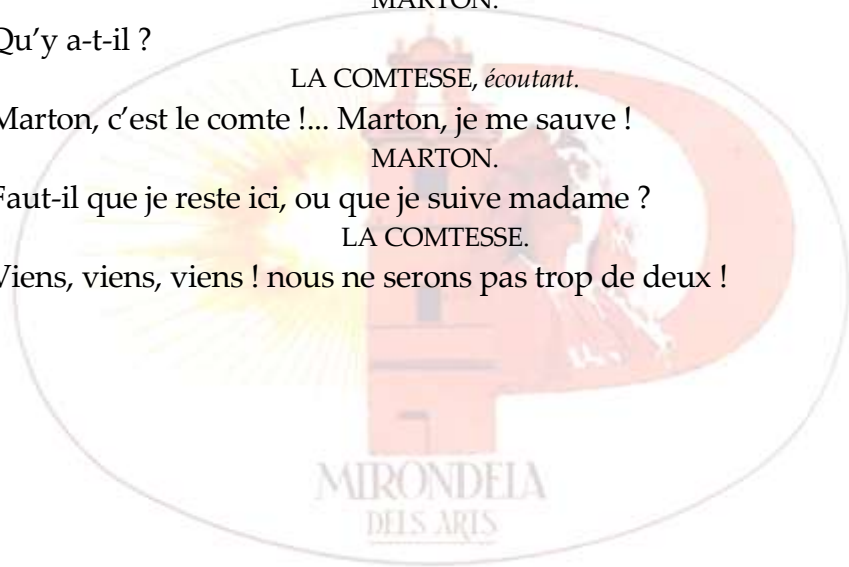 MARTON.
Qu’y a-t-il ?
LA COMTESSE, écoutant.
Marton, c’est le comte !... Marton, je me sauve !
MARTON.
Faut-il que je reste ici, ou que je suive madame ?
LA COMTESSE.
Viens, viens, viens ! nous ne serons pas trop de deux !
MIRONDELA
DELS ARTS